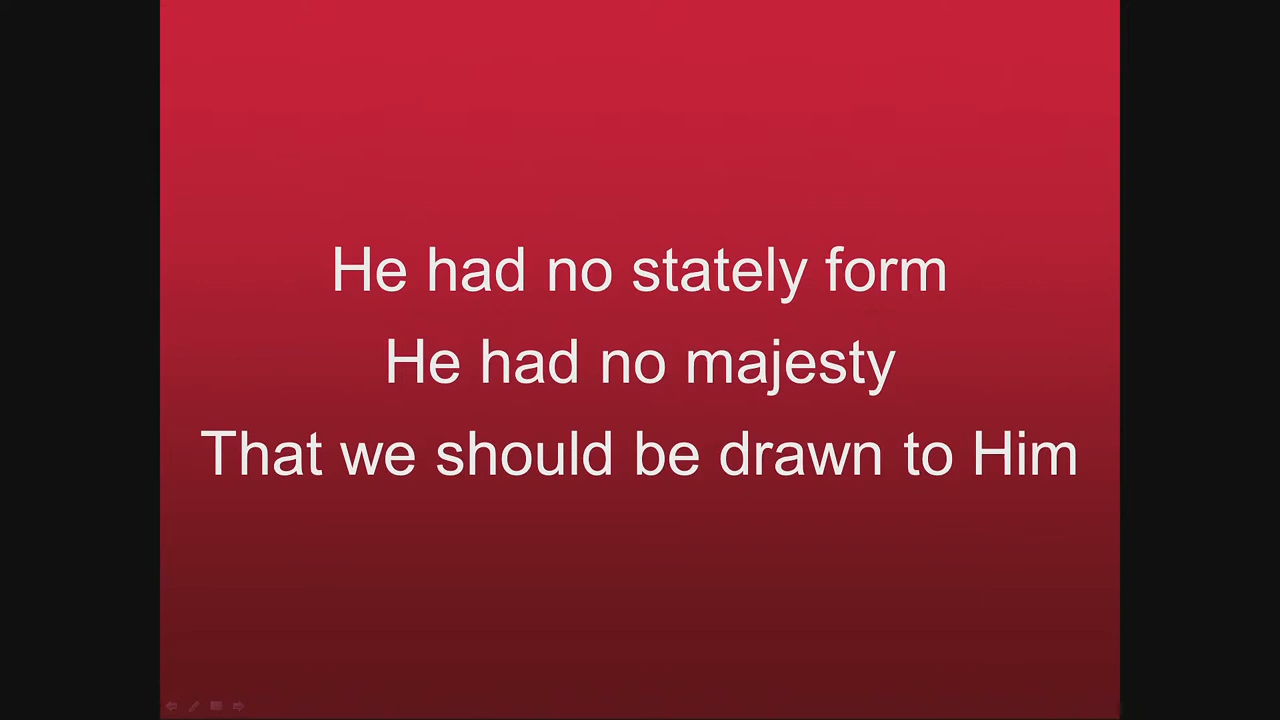 He had no stately form
He had no majesty
That we should be drawn to Him